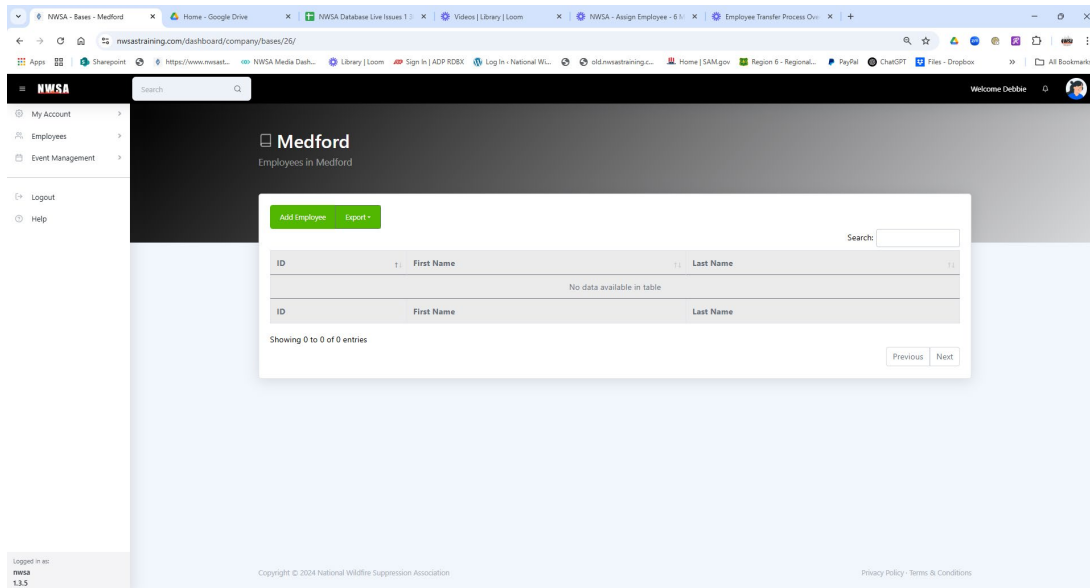 NWSA - Bases - Medford
Home - Google Drive
NWSA Database Live Issues 1
Videos | Library | Loom
NWSA - Assign Employee - 6 M
Employee Transfer Process Ove
nwsastraining.com/dashboard/company/bases/26/
Apps Sharepoint https://www.nwsast... NWSA Media Dash... Library | Loom Sign In | ADP RDBX Log In ‹ National Wi... old.nwsastraining.c... Home | SAM.gov Region 6 - Regional... PayPal ChatGPT Files - Dropbox » All Bookmarks
NWSA Search Welcome Debbie
My Account
Employees
Event Management
Logout
Help
Medford
Employees in Medford
Add Employee Export
Search:
ID First Name Last Name
No data available in table
ID First Name Last Name
Showing 0 to 0 of 0 entries
Previous Next
Logged in as:
nwsa
1.3.5
Copyright © 2024 National Wildfire Suppression Association Privacy Policy · Terms & Conditions